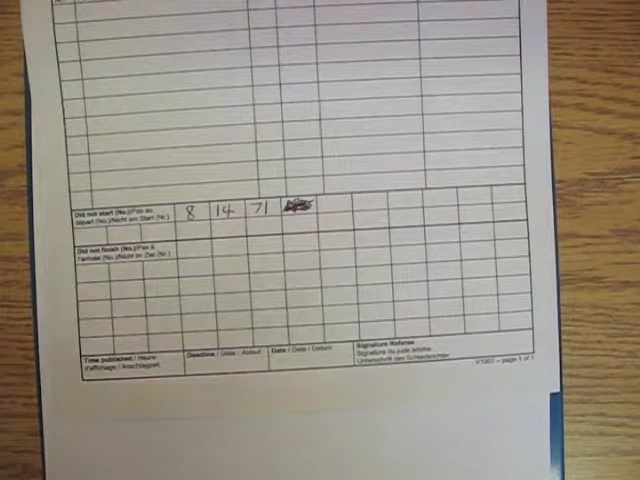 Did not start (No.)/Pas au 8 14 71
départ (No.)/Nicht am Start (Nr.)
Did not finish (No.)/Pas à
l'arrivée (No.)/Nicht im Ziel (Nr.)
Time published / Heure
d'affichage / Anschlagzeit
Deadline / Délai / Ablauf
Date / Date / Datum
Signature Referee
Signature du juge arbitre
Unterschrift des Schiedsrichter
V1007 – page 1 of 1